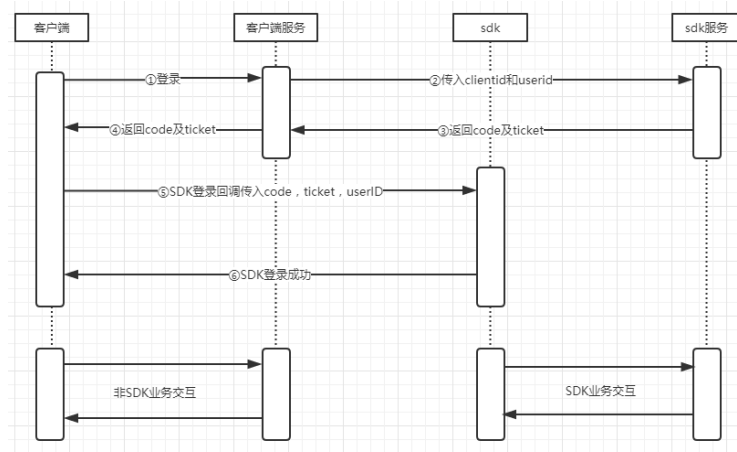 客户端
客户端服务
sdk
sdk服务
①登录
②传入clientid和userid
④返回code及ticket
③返回code及ticket
⑤SDK登录回调传入code，ticket，userID
⑥SDK登录成功
非SDK业务交互
SDK业务交互